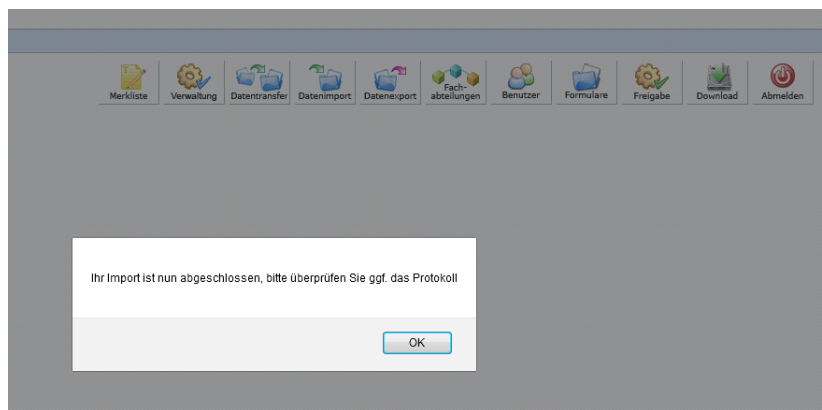 Merkliste Verwaltung Datentransfer Datenimport Datenexport Fach-
abteilungen Benutzer Formulare Freigabe Download Abmelden
Ihr Import ist nun abgeschlossen, bitte überprüfen Sie ggf. das Protokoll
OK